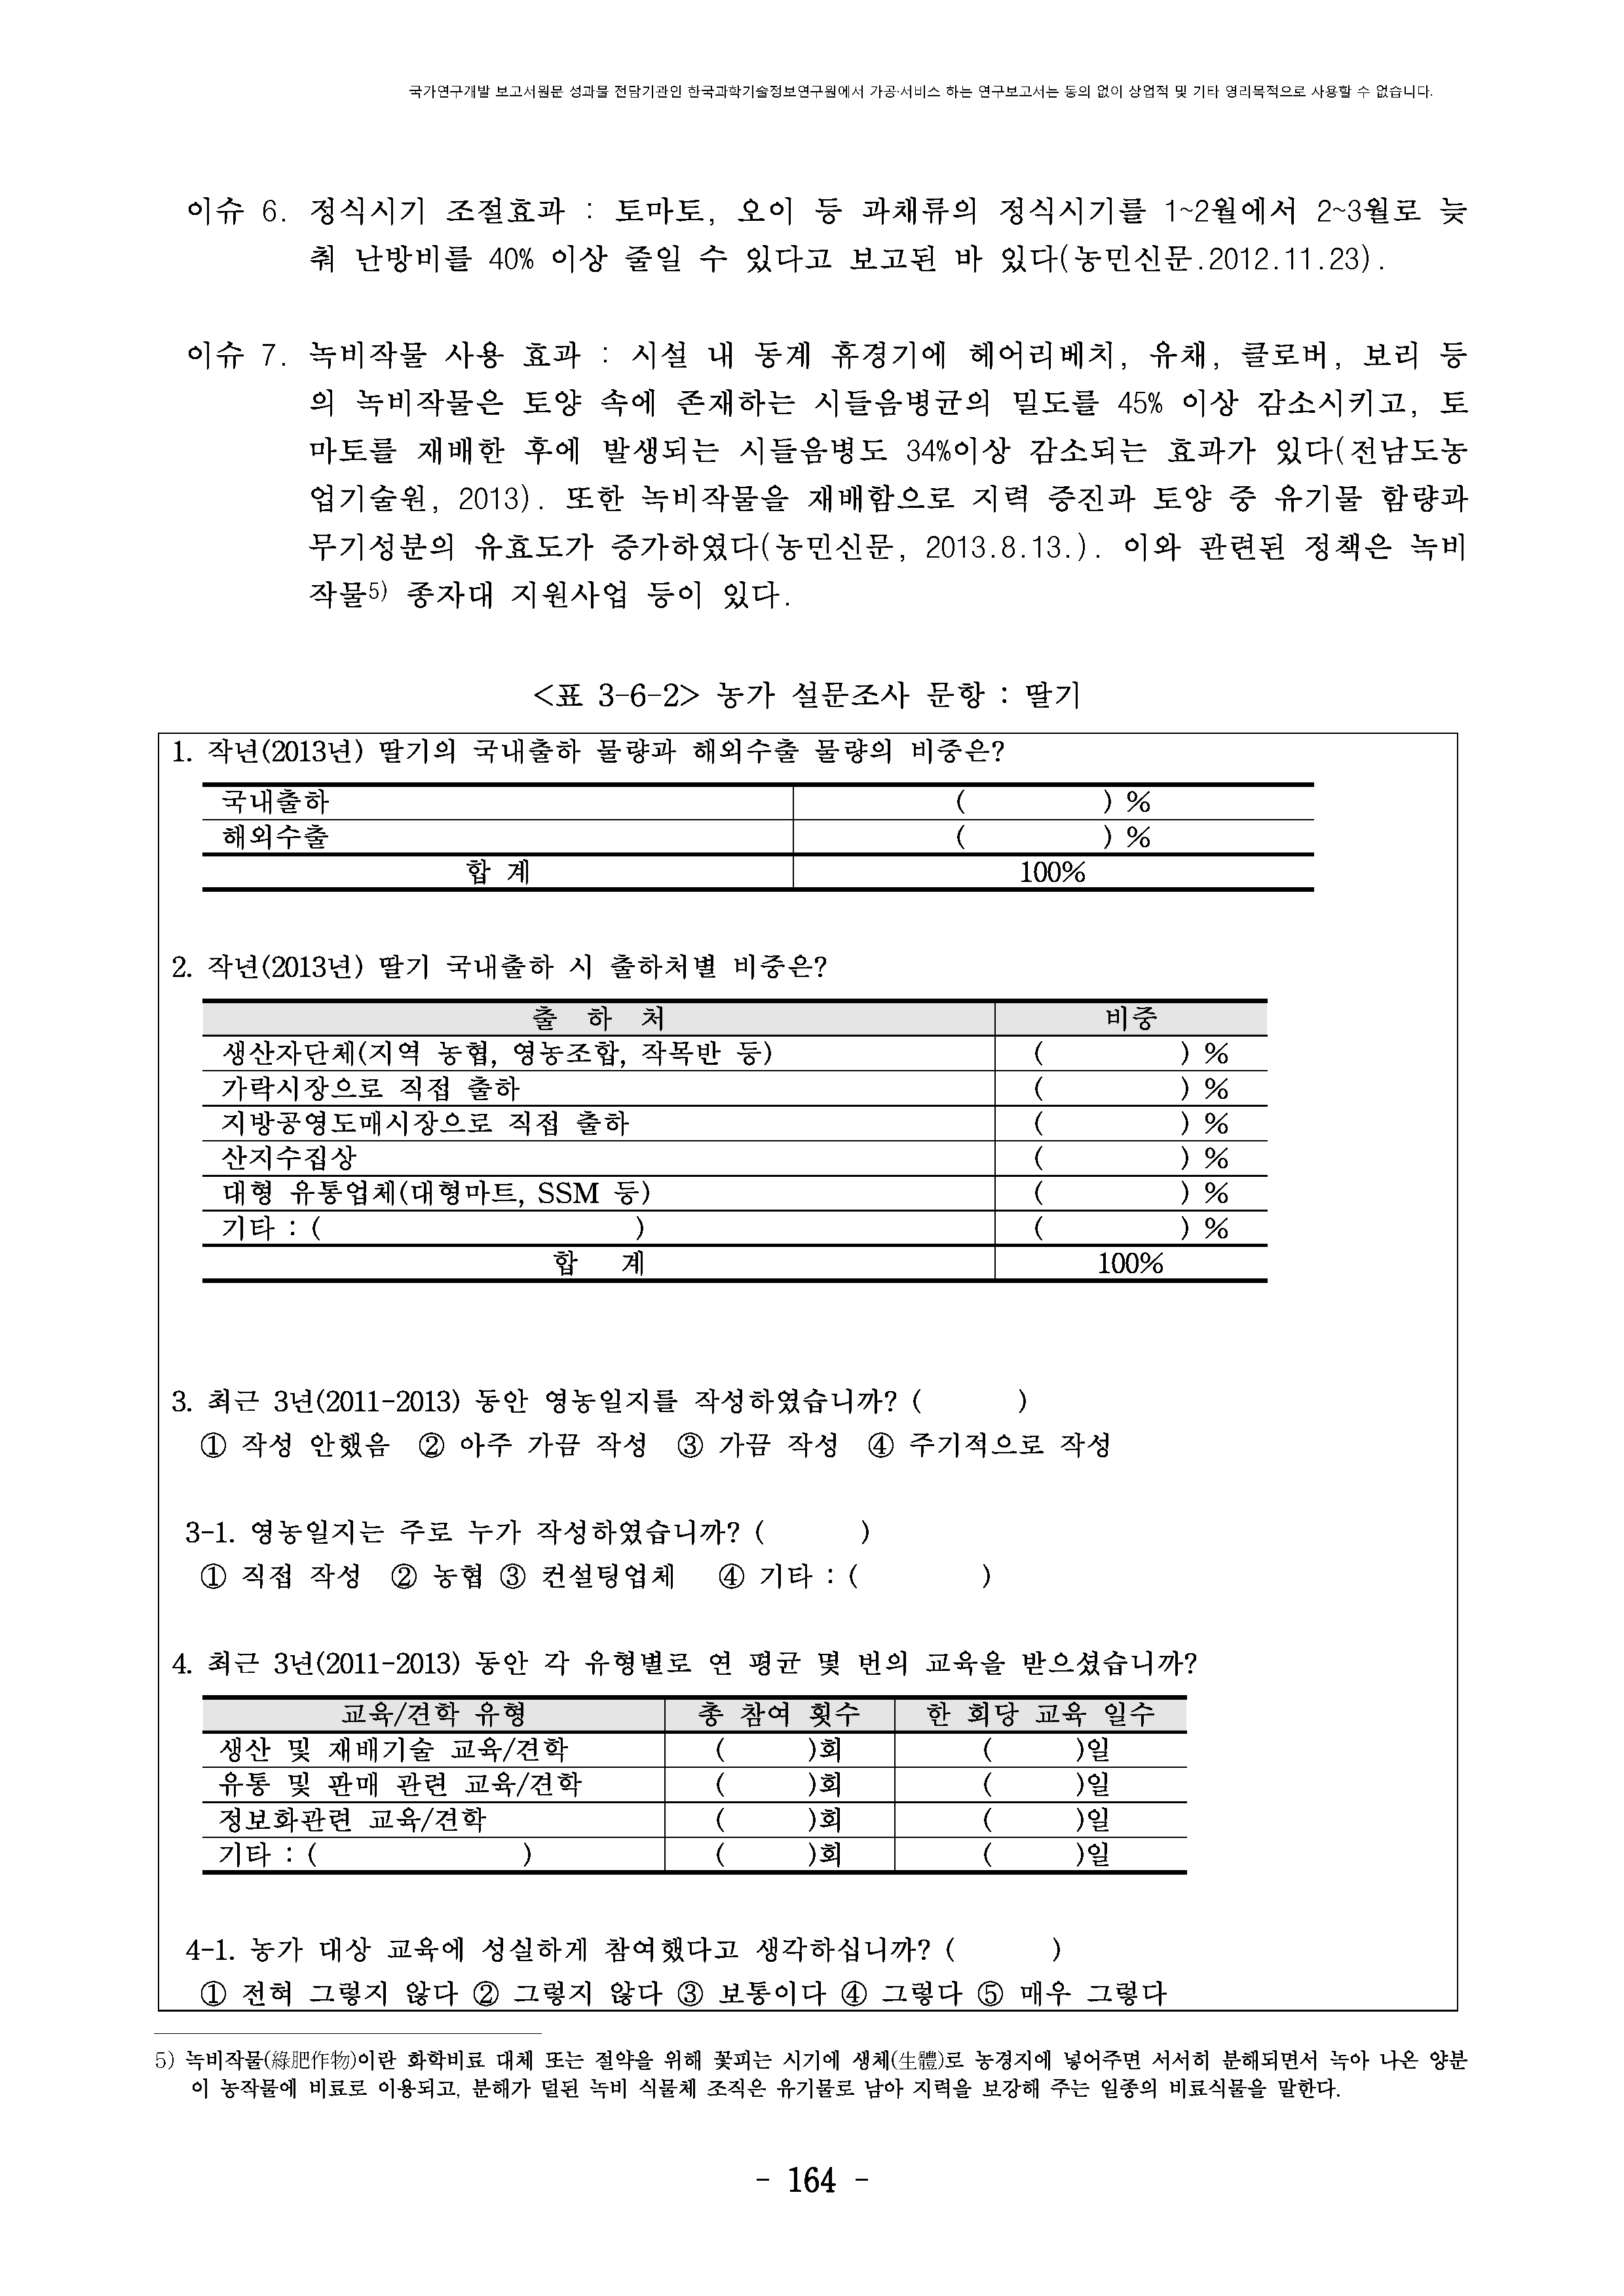 국가연구개발 보고서원문 성과물 전담기관인 한국과학기술정보연구원에서 가공·서비스 하는 연구보고서는 동의 없이 상업적 및 기타 영리목적으로 사용할 수 없습니다.
이슈 6. 정식시기 조절효과 : 토마토, 오이 등 과채류의 정식시기를 1~2월에서 2~3월로 늦
춰 난방비를 40% 이상 줄일 수 있다고 보고된 바 있다(농민신문.2012.11.23).
이슈 7. 녹비작물 사용 효과 : 시설 내 동계 휴경기에 헤어리베치, 유채, 클로버, 보리 등
의 녹비작물은 토양 속에 존재하는 시들음병균의 밀도를 45% 이상 감소시키고, 토
마토를 재배한 후에 발생되는 시들음병도 34%이상 감소되는 효과가 있다(전남도농
업기술원, 2013). 또한 녹비작물을 재배함으로 지력 증진과 토양 중 유기물 함량과
무기성분의 유효도가 증가하였다(농민신문, 2013.8.13.). 이와 관련된 정책은 녹비
작물5) 종자대 지원사업 등이 있다.
<표 3-6-2> 농가 설문조사 문항 : 딸기
1. 작년(2013년) 딸기의 국내출하 물량과 해외수출 물량의 비중은?
국내출하 ( ) %
해외수출 ( ) %
합 계 100%
2. 작년(2013년) 딸기 국내출하 시 출하처별 비중은?
출 하 처 비중
생산자단체(지역 농협, 영농조합, 작목반 등) ( ) %
가락시장으로 직접 출하 ( ) %
지방공영도매시장으로 직접 출하 ( ) %
산지수집상 ( ) %
대형 유통업체(대형마트, SSM 등) ( ) %
기타 : ( ) ( ) %
합 계 100%
3. 최근 3년(2011-2013) 동안 영농일지를 작성하였습니까? ( )
① 작성 안했음 ② 아주 가끔 작성 ③ 가끔 작성 ④ 주기적으로 작성
3-1. 영농일지는 주로 누가 작성하였습니까? ( )
① 직접 작성 ② 농협 ③ 컨설팅업체 ④ 기타 : ( )
4. 최근 3년(2011-2013) 동안 각 유형별로 연 평균 몇 번의 교육을 받으셨습니까?
교육/견학 유형 총 참여 횟수 한 회당 교육 일수
생산 및 재배기술 교육/견학 ( )회 ( )일
유통 및 판매 관련 교육/견학 ( )회 ( )일
정보화관련 교육/견학 ( )회 ( )일
기타 : ( ) ( )회 ( )일
4-1. 농가 대상 교육에 성실하게 참여했다고 생각하십니까? ( )
① 전혀 그렇지 않다 ② 그렇지 않다 ③ 보통이다 ④ 그렇다 ⑤ 매우 그렇다
5) 녹비작물(綠肥作物)이란 화학비료 대체 또는 절약을 위해 꽃피는 시기에 생체(生體)로 농경지에 넣어주면 서서히 분해되면서 녹아 나온 양분
이 농작물에 비료로 이용되고, 분해가 덜된 녹비 식물체 조직은 유기물로 남아 지력을 보강해 주는 일종의 비료식물을 말한다.
- 164 -